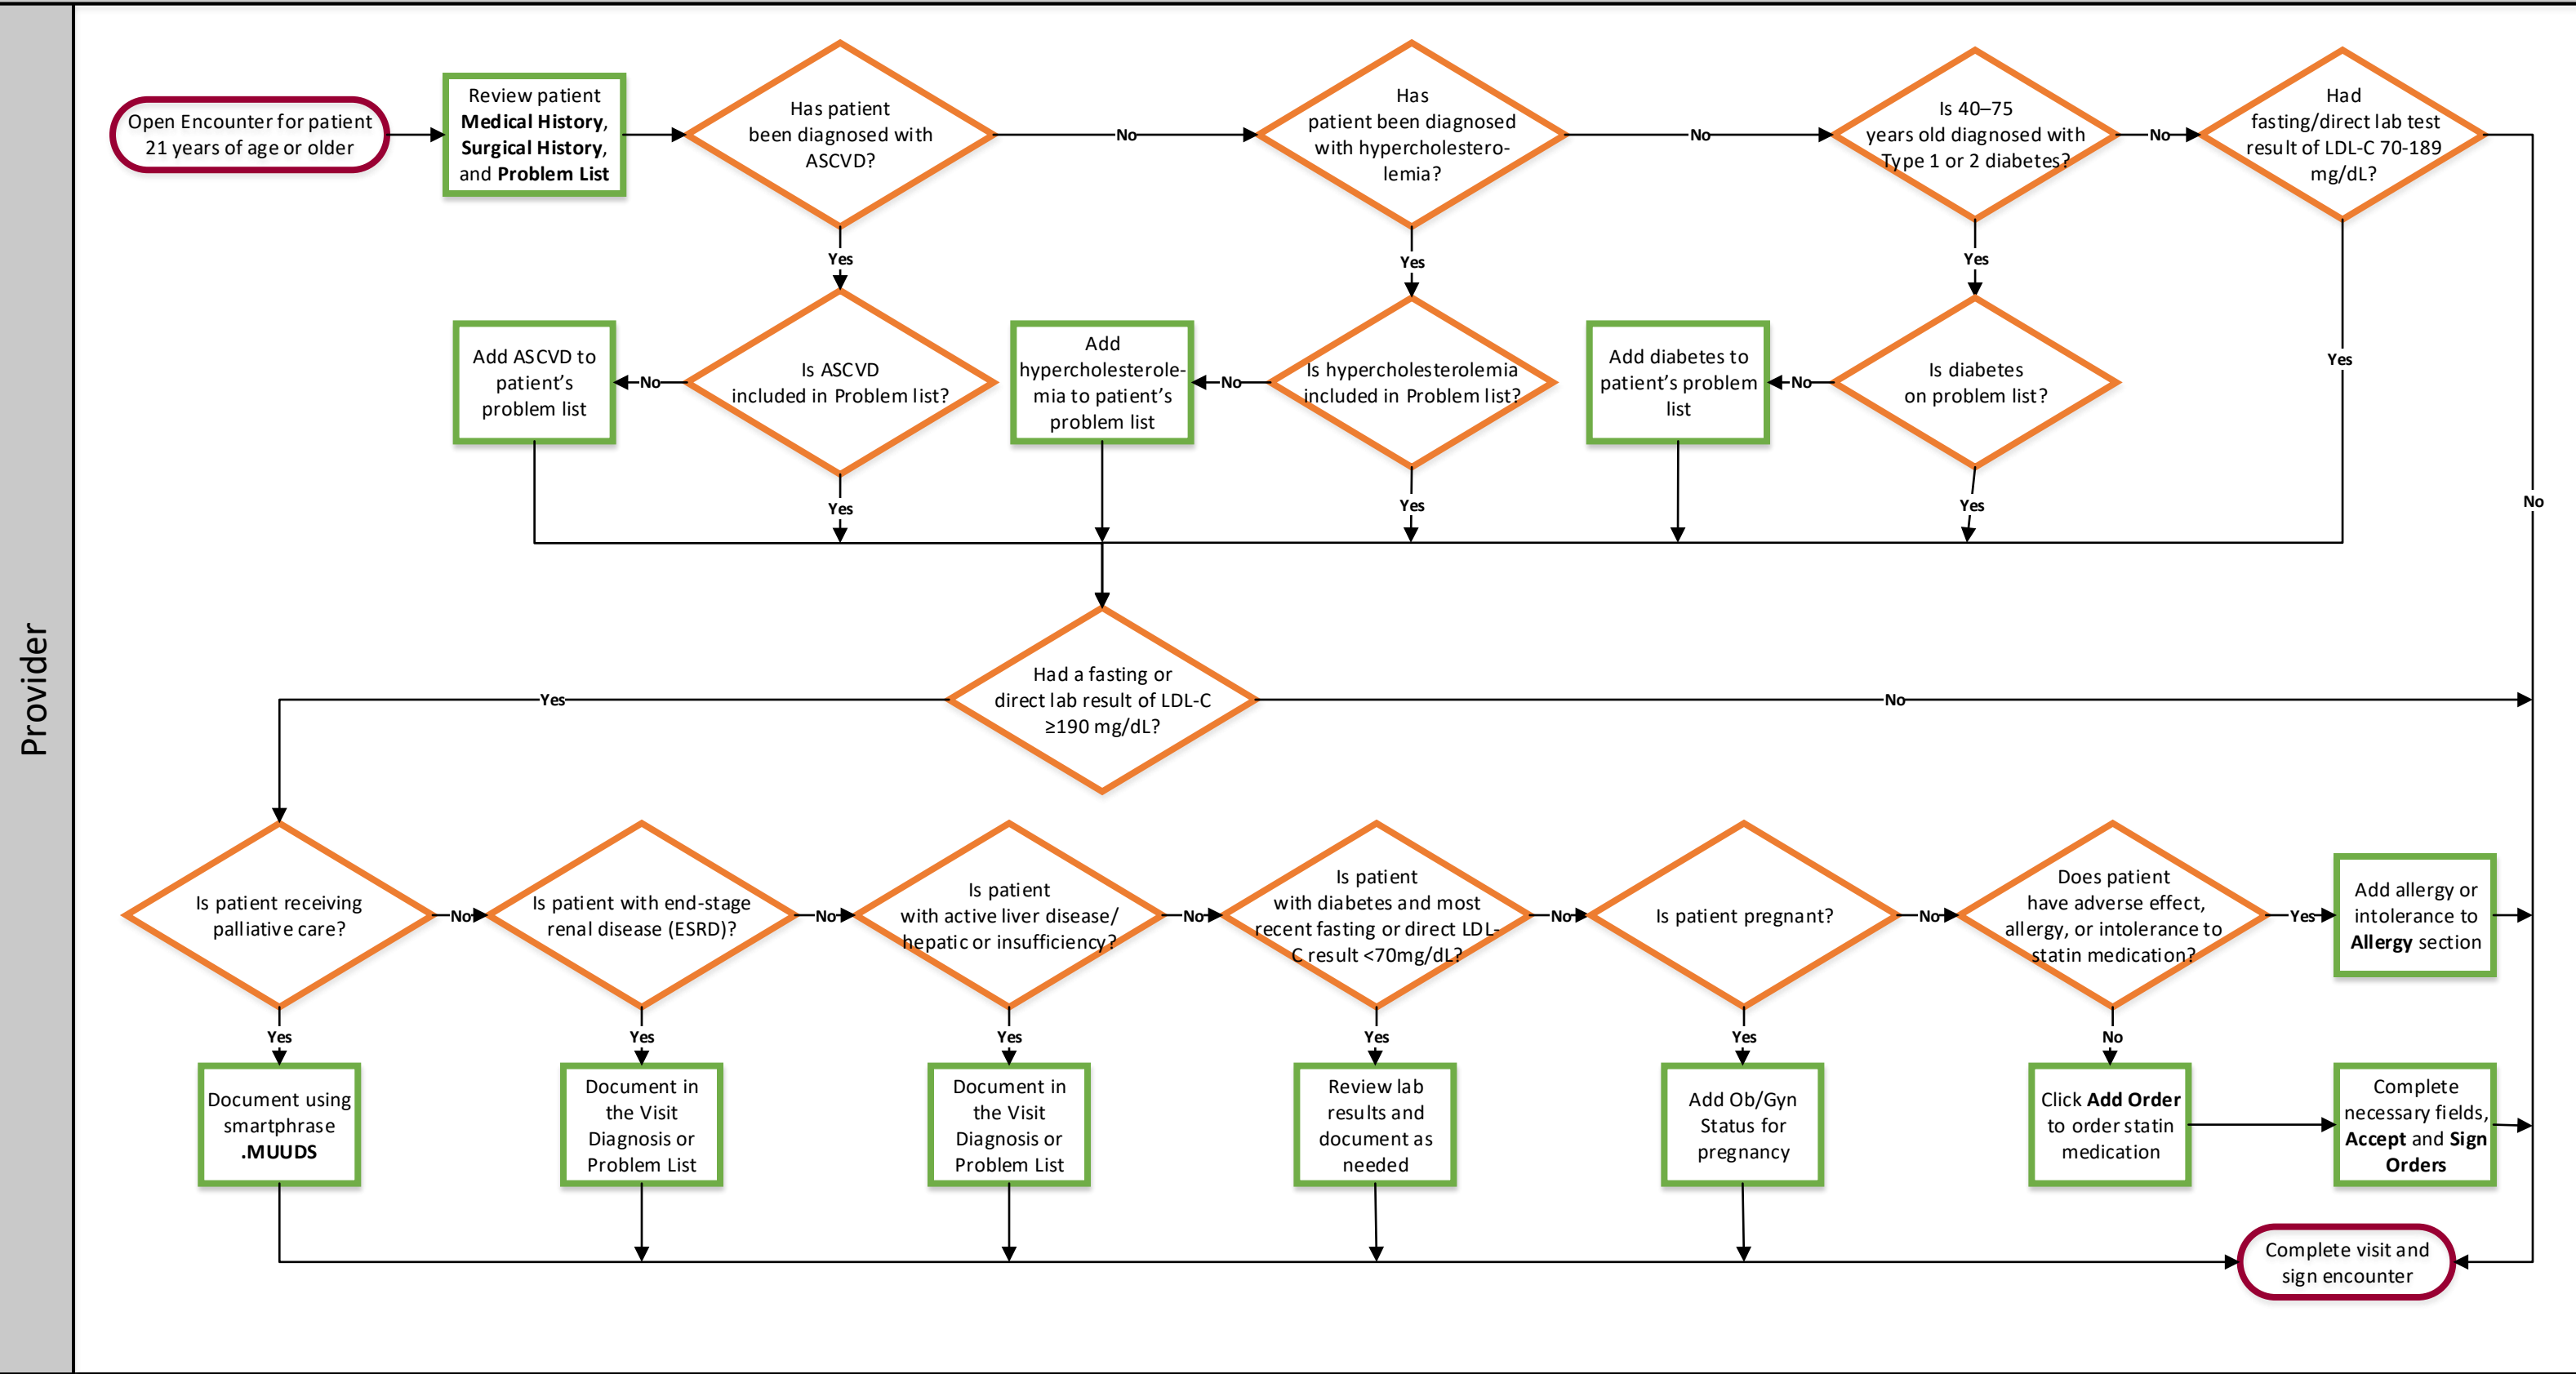 Provider
Open Encounter for patient
21 years of age or older
Review patient
Medical History,
Surgical History,
and Problem List
Has patient
been diagnosed with
ASCVD?
No
Has
patient been diagnosed
with hypercholestero-
lemia?
No
Is 40–75
years old diagnosed with
Type 1 or 2 diabetes?
No
Had
fasting/direct lab test
result of LDL-C 70-189
mg/dL?
Yes
Yes
Yes
Yes
No
Add ASCVD to
patient's
problem list
No
Is ASCVD
included in Problem list?
Add
hypercholesterole-
mia to patient's
problem list
No
Is hypercholesterolemia
included in Problem list?
Add diabetes to
patient's problem
list
No
Is diabetes
on problem list?
Yes
Yes
Yes
Had a fasting or
direct lab result of LDL-C
≥190 mg/dL?
Yes
No
Is patient receiving
palliative care?
No
Is patient with end-stage
renal disease (ESRD)?
No
Is patient
with active liver disease/
hepatic or insufficiency?
No
Is patient
with diabetes and most
recent fasting or direct LDL-
C result <70mg/dL?
No
Is patient pregnant?
No
Does patient
have adverse effect,
allergy, or intolerance to
statin medication?
Yes
Add allergy or
intolerance to
Allergy section
Yes
Yes
Yes
Yes
Yes
No
Document using
smartphrase
.MUUDS
Document in
the Visit
Diagnosis or
Problem List
Document in
the Visit
Diagnosis or
Problem List
Review lab
results and
document as
needed
Add Ob/Gyn
Status for
pregnancy
Click Add Order
to order statin
medication
Complete
necessary fields,
Accept and Sign
Orders
Complete visit and
sign encounter